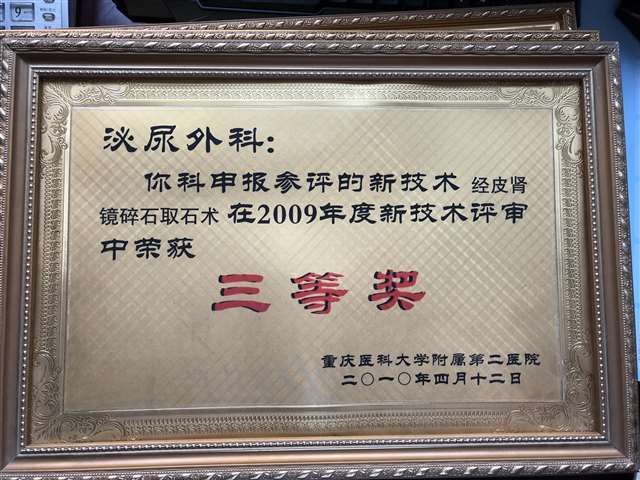 泌尿外科：
你科申报参评的新技术 经皮肾
镜碎石取石术 在2009年度新技术评审
中荣获
三等奖
重庆医科大学附属第二医院
二〇一〇年四月十二日
9